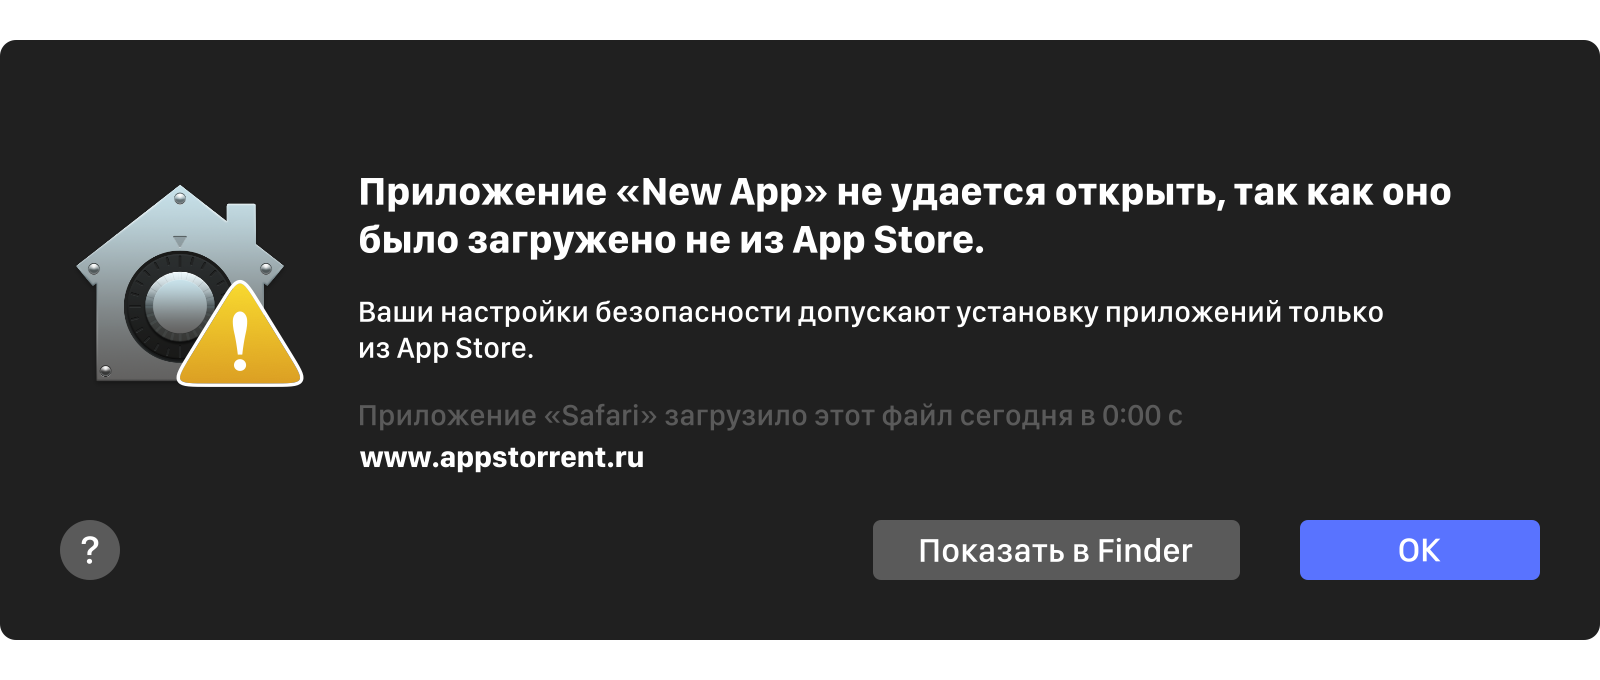 Приложение «New App» не удается открыть, так как оно
было загружено не из App Store.
Ваши настройки безопасности допускают установку приложений только
из App Store.
Приложение «Safari» загрузило этот файл сегодня в 0:00 с
www.appstorrent.ru
?
Показать в Finder
OK